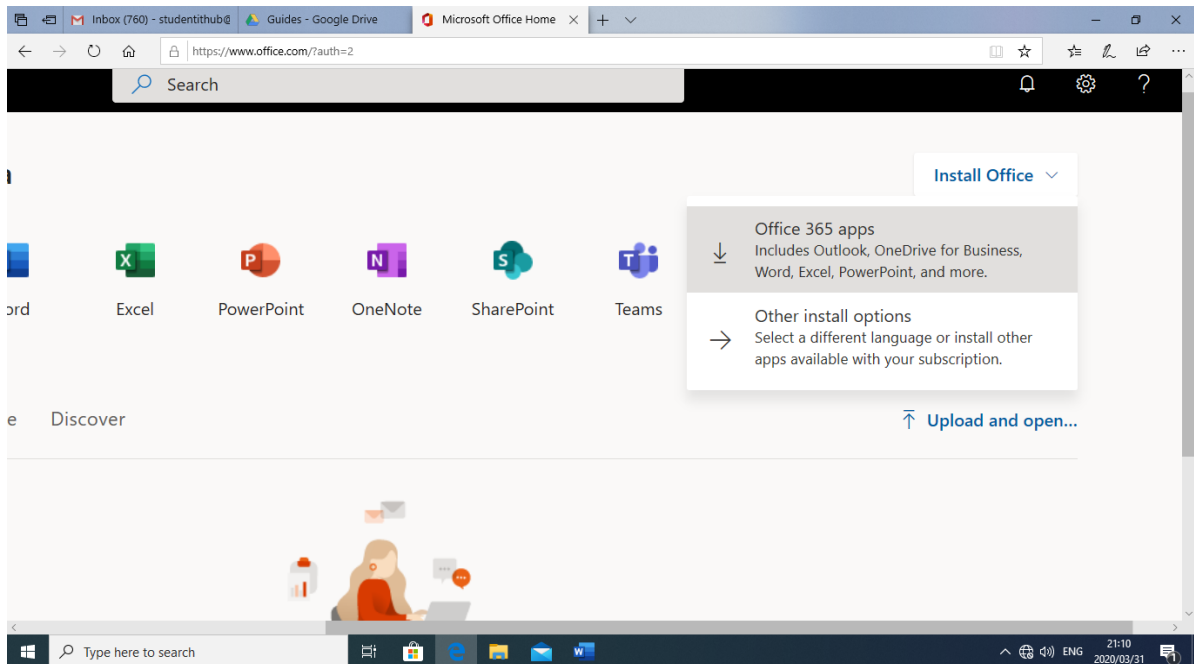 Inbox (760) - studentithub@
Guides - Google Drive
Microsoft Office Home
https://www.office.com/?auth=2
Search
Install Office
Office 365 apps
Includes Outlook, OneDrive for Business,
Word, Excel, PowerPoint, and more.
Other install options
Select a different language or install other
apps available with your subscription.
ord
Excel
PowerPoint
OneNote
SharePoint
Teams
e
Discover
Upload and open...
Type here to search
ENG
21:10
2020/03/31